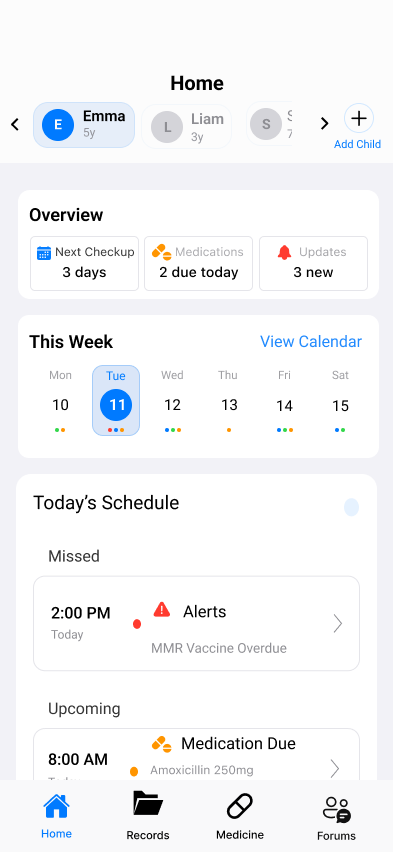 Home
E
Emma
5y
L
Liam
3y
S
7
Add Child
Overview
Next Checkup
3 days
Medications
2 due today
Updates
3 new
This Week
View Calendar
Mon
Tue
Wed
Thu
Fri
Sat
10
11
12
13
14
15
Today’s Schedule
Missed
2:00 PM
Today
Alerts
MMR Vaccine Overdue
Upcoming
8:00 AM
Medication Due
Amoxicillin 250mg
Home
Records
Medicine
Forums